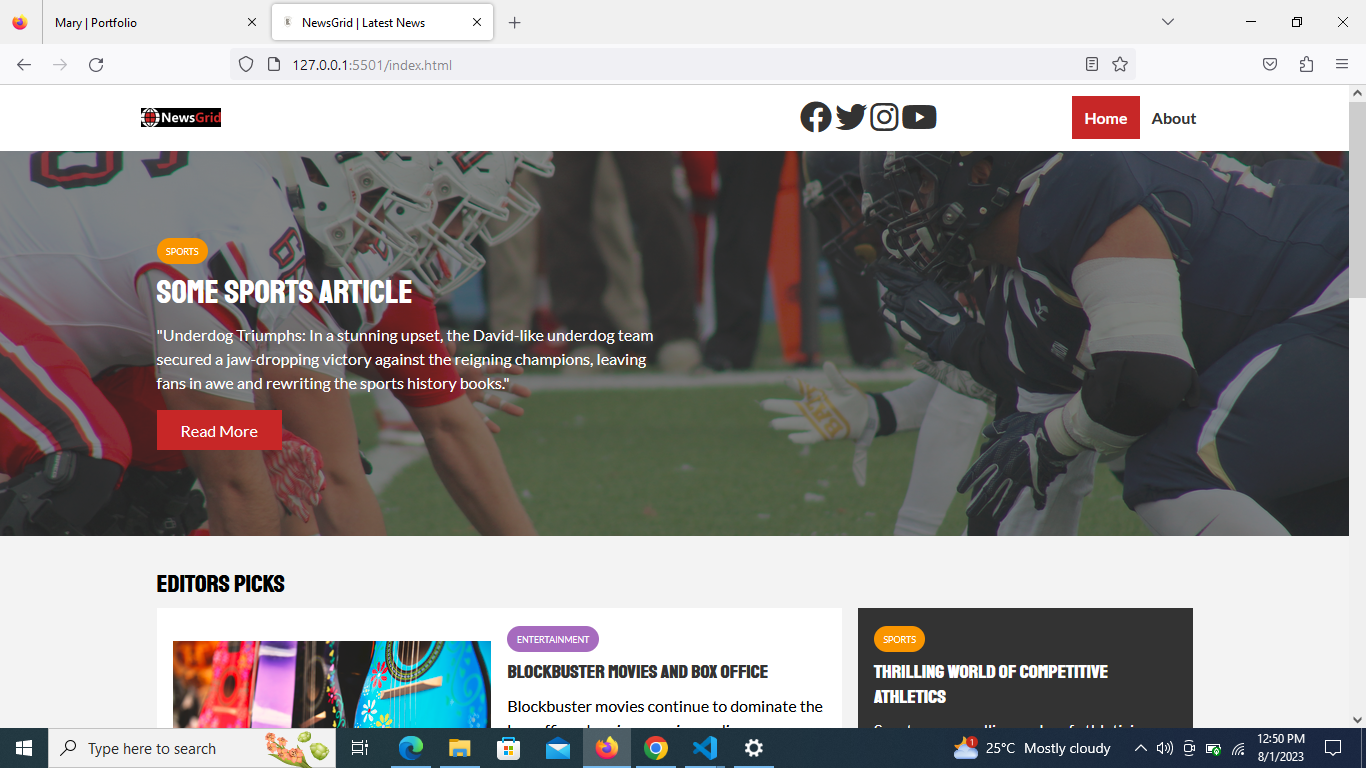 Mary | Portfolio
NewsGrid | Latest News
127.0.0.1:5501/index.html
NewsGrid
Home
About
SPORTS
SOME SPORTS ARTICLE
"Underdog Triumphs: In a stunning upset, the David-like underdog team
secured a jaw-dropping victory against the reigning champions, leaving
fans in awe and rewriting the sports history books."
Read More
EDITORS PICKS
ENTERTAINMENT
BLOCKBUSTER MOVIES AND BOX OFFICE
Blockbuster movies continue to dominate the
SPORTS
THRILLING WORLD OF COMPETITIVE
ATHLETICS
Type here to search
1
25°C Mostly cloudy
12:50 PM
8/1/2023